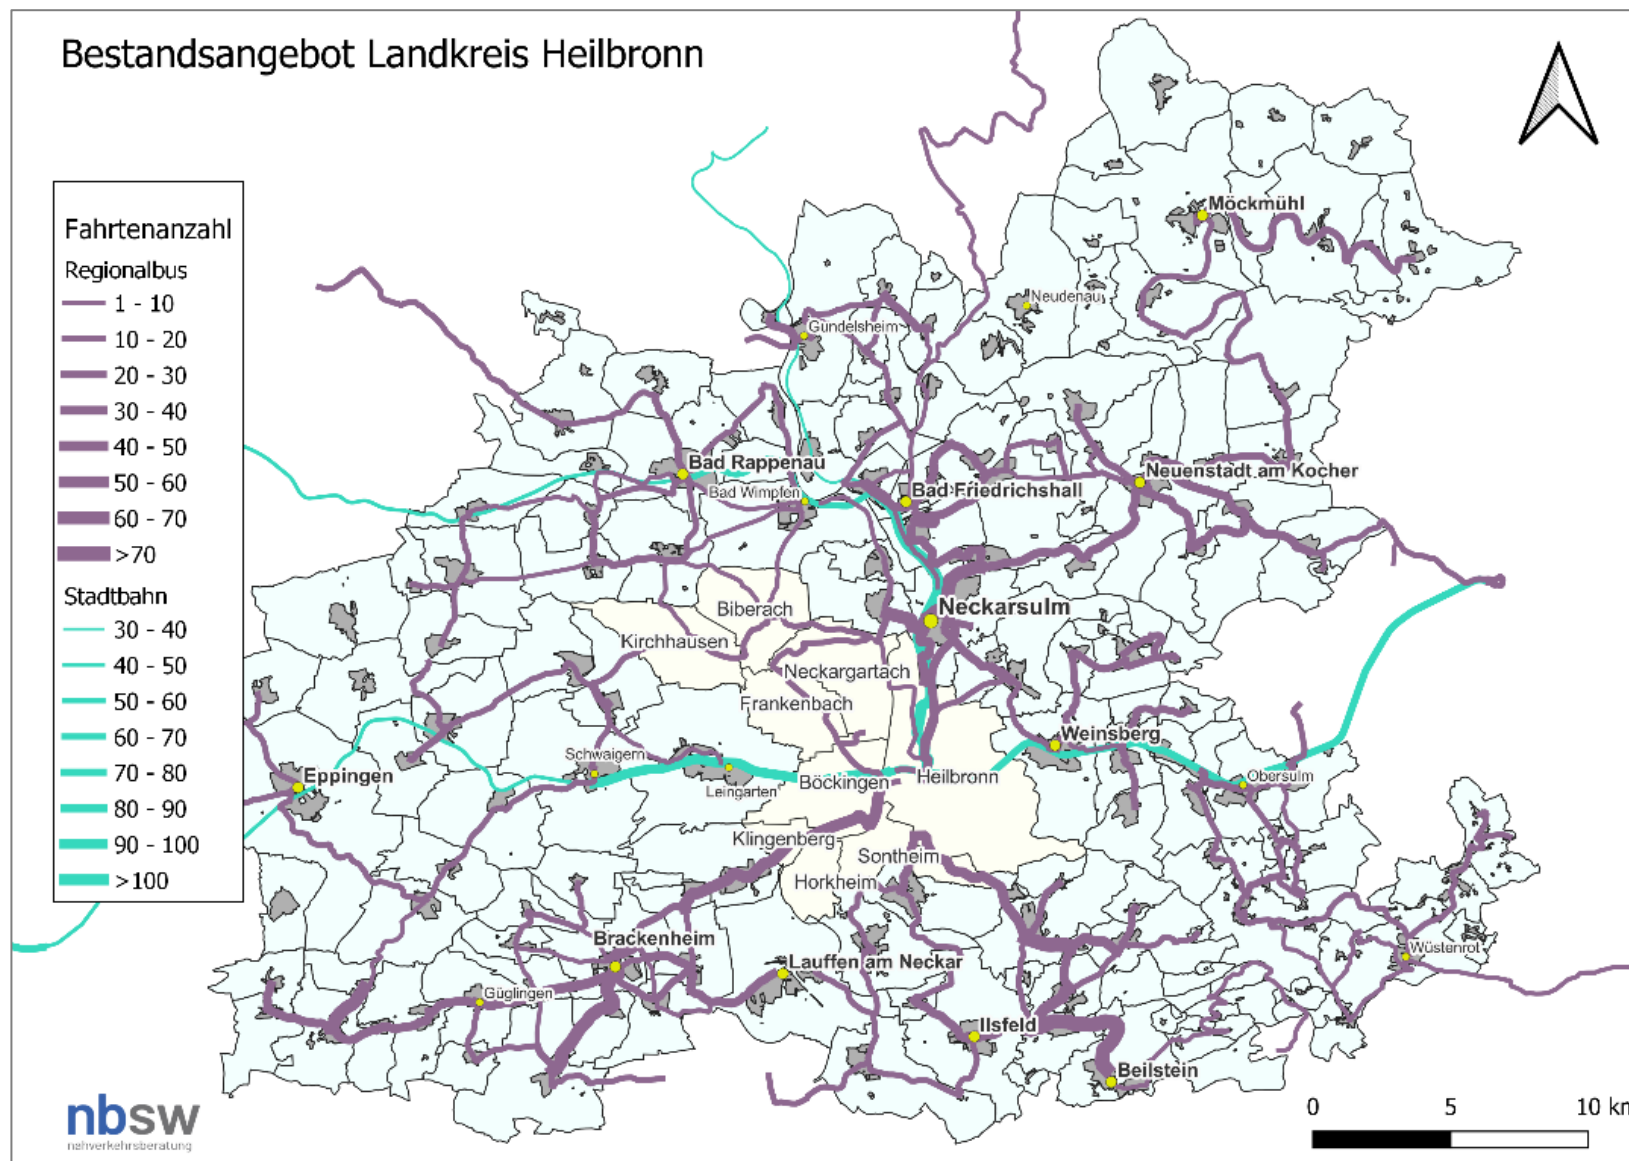 Bestandsangebot Landkreis Heilbronn
Fahrtenanzahl
Regionalbus
1 - 10
10 - 20
20 - 30
30 - 40
40 - 50
50 - 60
60 - 70
>70
Stadtbahn
30 - 40
40 - 50
50 - 60
60 - 70
70 - 80
80 - 90
90 - 100
>100
Möckmühl
Neudenau
Gundelsheim
Bad Rappenau
Neuenstadt am Kocher
Bad Wimpfen
Bad Friedrichshall
Biberach
Neckarsulm
Kirchhausen
Neckargartach
Frankenbach
Weinsberg
Schwaigern
Eppingen
Heilbronn
Obersulm
Böckingen
Leingarten
Klingenberg
Sontheim
Horkheim
Brackenheim
Wüstenrot
Lauffen am Neckar
Güglingen
Ilsfeld
Beilstein
nbsw
nahverkehrsberatung
0 5 10 km